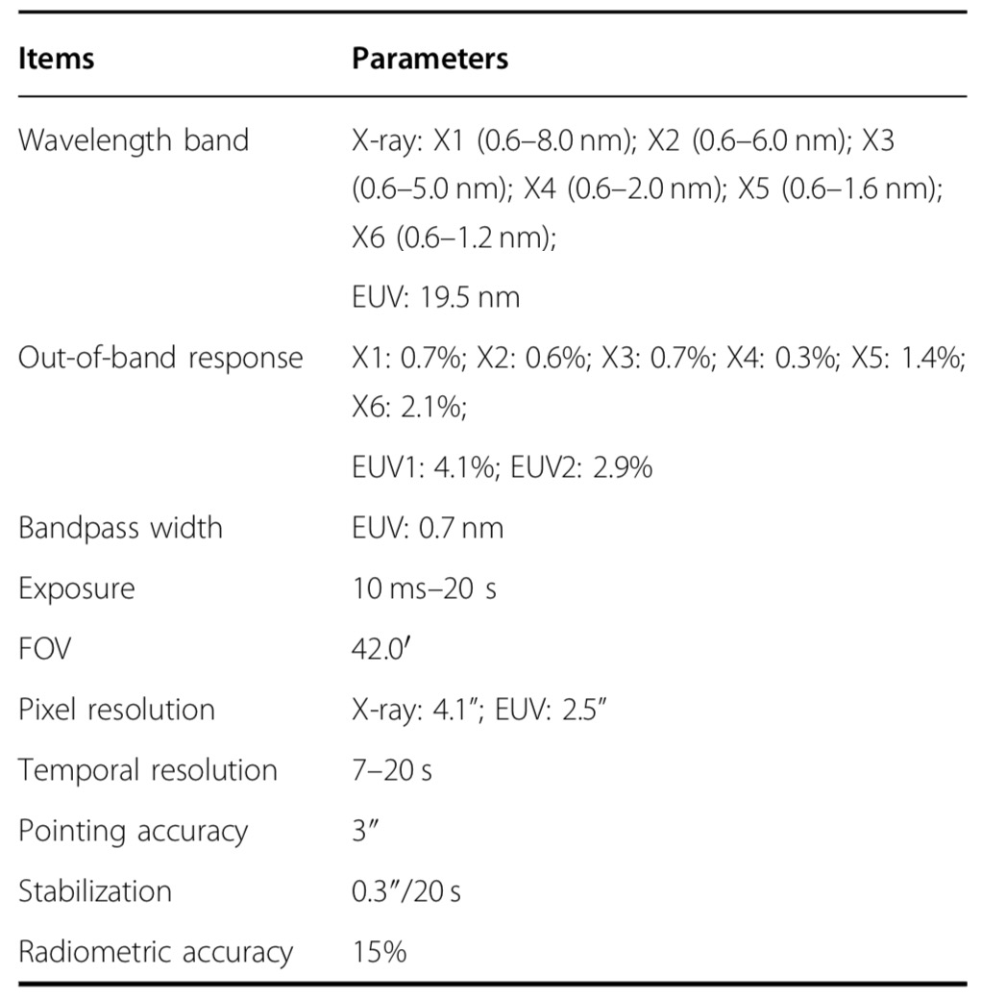 Items Parameters
Wavelength band X-ray: X1 (0.6–8.0 nm); X2 (0.6–6.0 nm); X3
(0.6–5.0 nm); X4 (0.6–2.0 nm); X5 (0.6–1.6 nm);
X6 (0.6–1.2 nm);
EUV: 19.5 nm
Out-of-band response X1: 0.7%; X2: 0.6%; X3: 0.7%; X4: 0.3%; X5: 1.4%;
X6: 2.1%;
EUV1: 4.1%; EUV2: 2.9%
Bandpass width EUV: 0.7 nm
Exposure 10 ms–20 s
FOV 42.0′
Pixel resolution X-ray: 4.1″; EUV: 2.5″
Temporal resolution 7–20 s
Pointing accuracy 3″
Stabilization 0.3″/20 s
Radiometric accuracy 15%